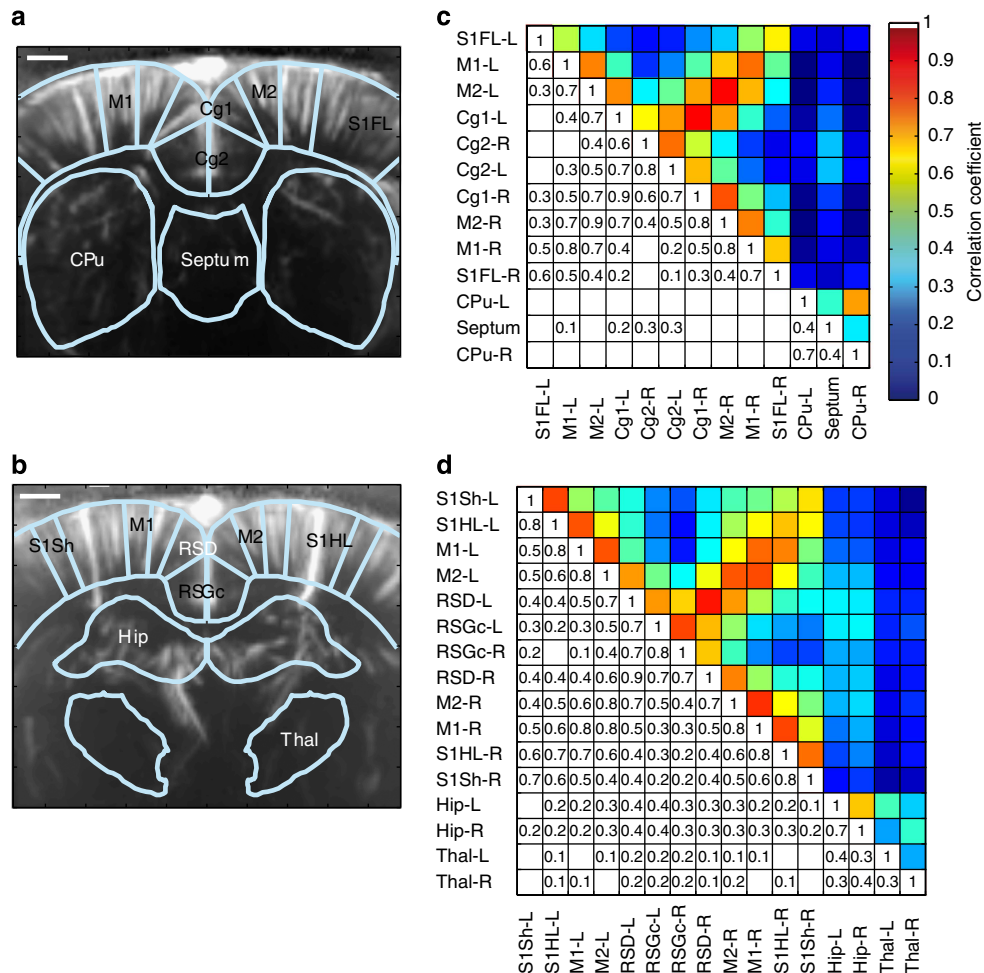 a
M1
Cg1
M2
S1FL
Cg2
CPu
Septum
b
S1Sh
M1
RSD
M2
S1HL
RSGc
Hip
Thal
c
S1FL-L 1
M1-L 0.6 1
M2-L 0.3 0.7 1
Cg1-L 0.4 0.7 1
Cg2-R 0.4 0.6 1
Cg2-L 0.3 0.5 0.7 0.8 1
Cg1-R 0.3 0.5 0.7 0.9 0.6 0.7 1
M2-R 0.3 0.7 0.9 0.7 0.4 0.5 0.8 1
M1-R 0.5 0.8 0.7 0.4 0.2 0.5 0.8 1
S1FL-R 0.6 0.5 0.4 0.2 0.1 0.3 0.4 0.7 1
CPu-L 1
Septum 0.1 0.2 0.3 0.3 0.4 1
CPu-R 0.7 0.4 1
S1FL-L M1-L M2-L Cg1-L Cg2-R Cg2-L Cg1-R M2-R M1-R S1FL-R CPu-L Septum CPu-R
1
0.9
0.8
0.7
0.6
0.5
0.4
0.3
0.2
0.1
0
Correlation coefficient
d
S1Sh-L 1
S1HL-L 0.8 1
M1-L 0.5 0.8 1
M2-L 0.5 0.6 0.8 1
RSD-L 0.4 0.4 0.5 0.7 1
RSGc-L 0.3 0.2 0.3 0.5 0.7 1
RSGc-R 0.2 0.1 0.4 0.7 0.8 1
RSD-R 0.4 0.4 0.4 0.6 0.9 0.7 0.7 1
M2-R 0.4 0.5 0.6 0.8 0.7 0.5 0.4 0.7 1
M1-R 0.5 0.6 0.8 0.8 0.5 0.3 0.3 0.5 0.8 1
S1HL-R 0.6 0.7 0.7 0.6 0.4 0.3 0.2 0.4 0.6 0.8 1
S1Sh-R 0.7 0.6 0.5 0.4 0.4 0.2 0.2 0.4 0.5 0.6 0.8 1
Hip-L 0.2 0.2 0.3 0.4 0.4 0.3 0.3 0.3 0.2 0.2 0.1 1
Hip-R 0.2 0.2 0.2 0.3 0.4 0.4 0.3 0.3 0.3 0.3 0.3 0.2 0.7 1
Thal-L 0.1 0.1 0.2 0.2 0.2 0.1 0.1 0.1 0.4 0.3 1
Thal-R 0.1 0.1 0.2 0.2 0.2 0.1 0.2 0.1 0.3 0.4 0.3 1
S1Sh-L S1HL-L M1-L M2-L RSD-L RSGc-L RSGc-R RSD-R M2-R M1-R S1HL-R S1Sh-R Hip-L Hip-R Thal-L Thal-R